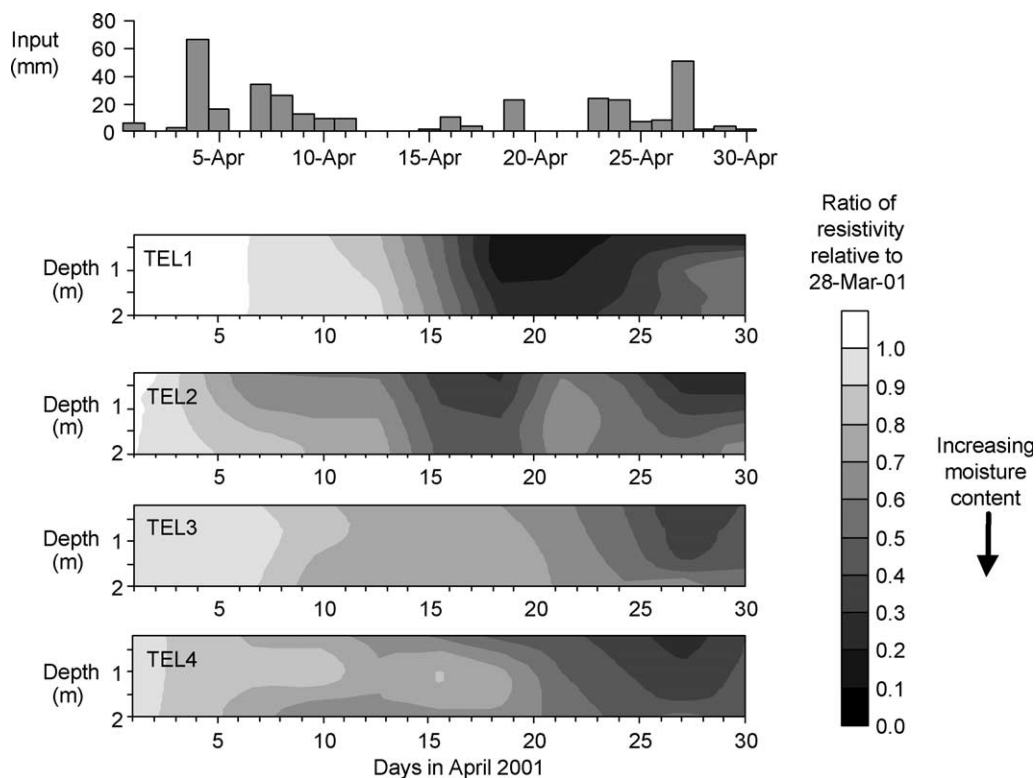 Input
(mm)
80
60
40
20
0
5-Apr 10-Apr 15-Apr 20-Apr 25-Apr 30-Apr
Depth
(m)
1
2
TEL1
5 10 15 20 25 30
Depth
(m)
1
2
TEL2
5 10 15 20 25 30
Depth
(m)
1
2
TEL3
5 10 15 20 25 30
Depth
(m)
1
2
TEL4
5 10 15 20 25 30
Days in April 2001
Ratio of
resistivity
relative to
28-Mar-01
1.0
0.9
0.8
0.7
0.6
0.5
0.4
0.3
0.2
0.1
0.0
Increasing
moisture
content